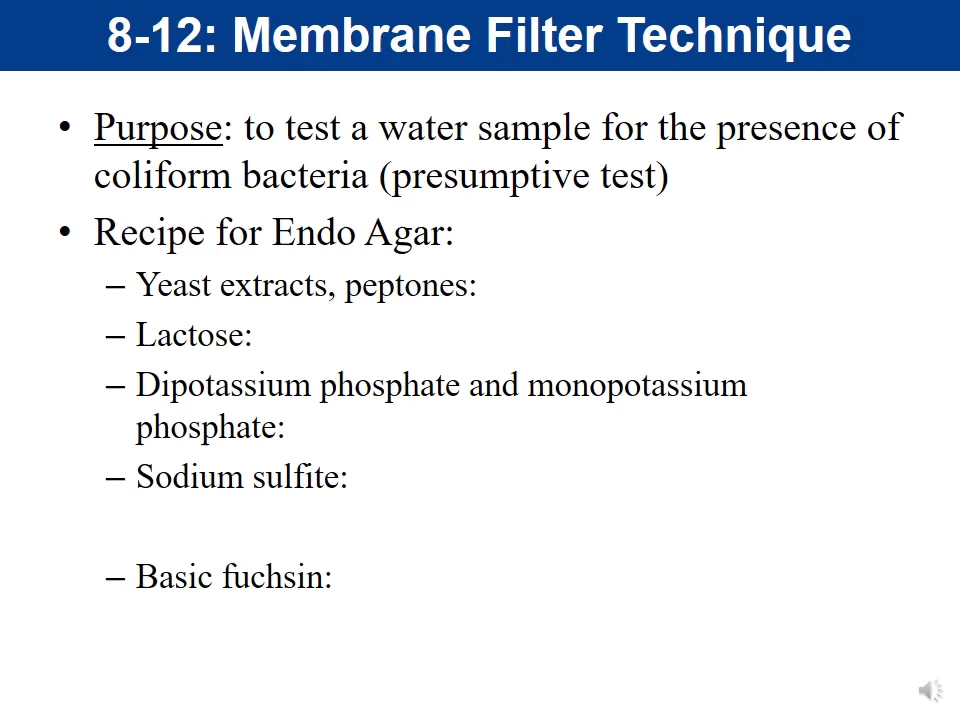 8-12: Membrane Filter Technique
• Purpose: to test a water sample for the presence of
coliform bacteria (presumptive test)
• Recipe for Endo Agar:
– Yeast extracts, peptones:
– Lactose:
– Dipotassium phosphate and monopotassium
phosphate:
– Sodium sulfite:
– Basic fuchsin: